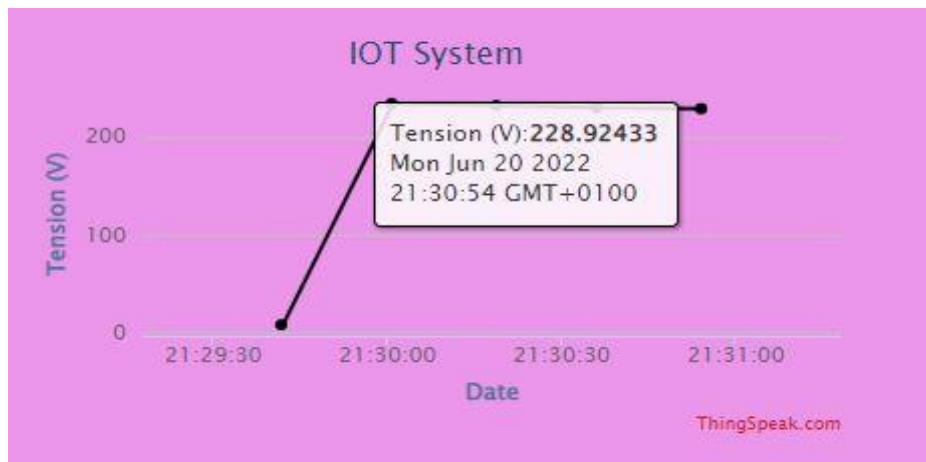 IOT System
Tension (V):228.92433
Mon Jun 20 2022
21:30:54 GMT+0100
Tension (V)
200
100
0
21:29:30 21:30:00 21:30:30 21:31:00
Date
ThingSpeak.com